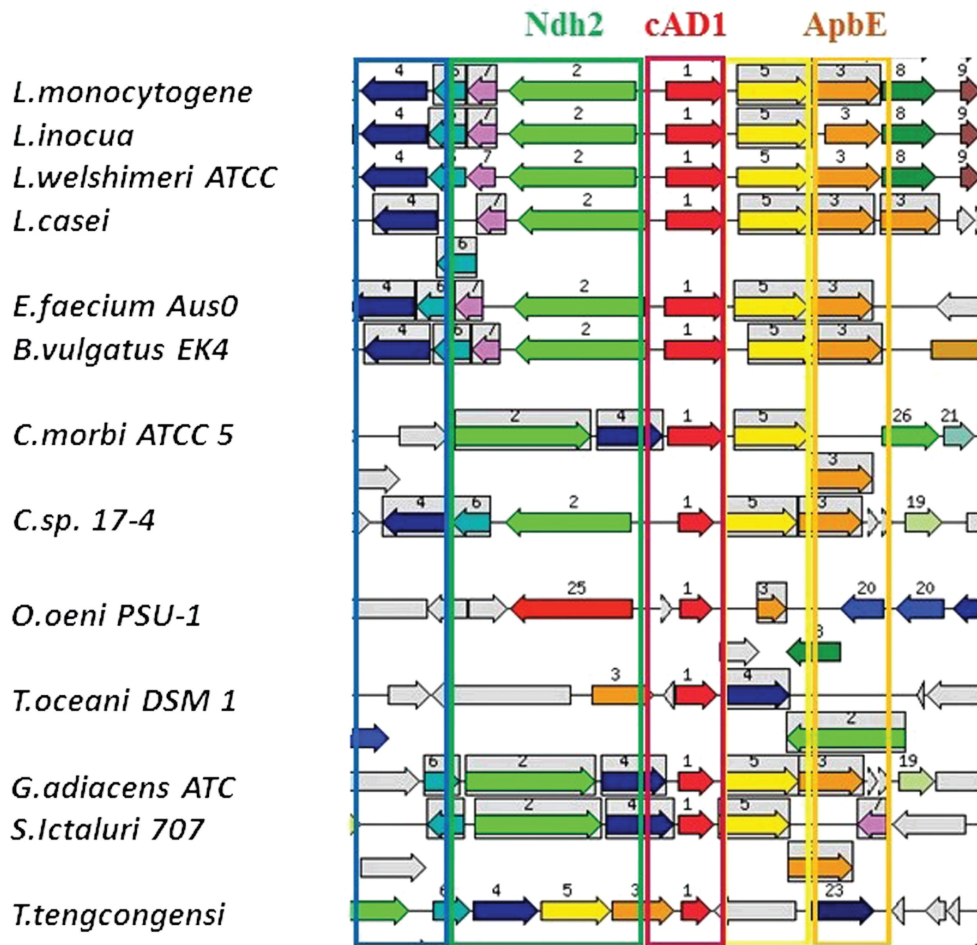 Ndh2 cAD1 ApbE
L.monocytogene 4 6 7 2 1 5 3 8 9
L.inocua 4 7 2 1 5 3 8 9
L.welshimeri ATCC 4 7 2 1 5 3 8 9
L.casei 4 7 2 1 5 3 3
6
E.faecium Aus0 4 6 7 2 1 5 3
B.vulgatus EK4 4 6 7 2 1 5 3
C.morbi ATCC 5 2 4 1 5 26 21
3
C.sp. 17-4 4 6 2 1 5 3 19
O.oeni PSU-1 25 1 3 20 20
T.oceani DSM 1 3 1 4
2
G.adiacens ATC 6 2 4 1 5 3 19
S.Ictaluri 707 6 2 4 1 5 7
T.tengcongensi 6 4 5 3 1 23